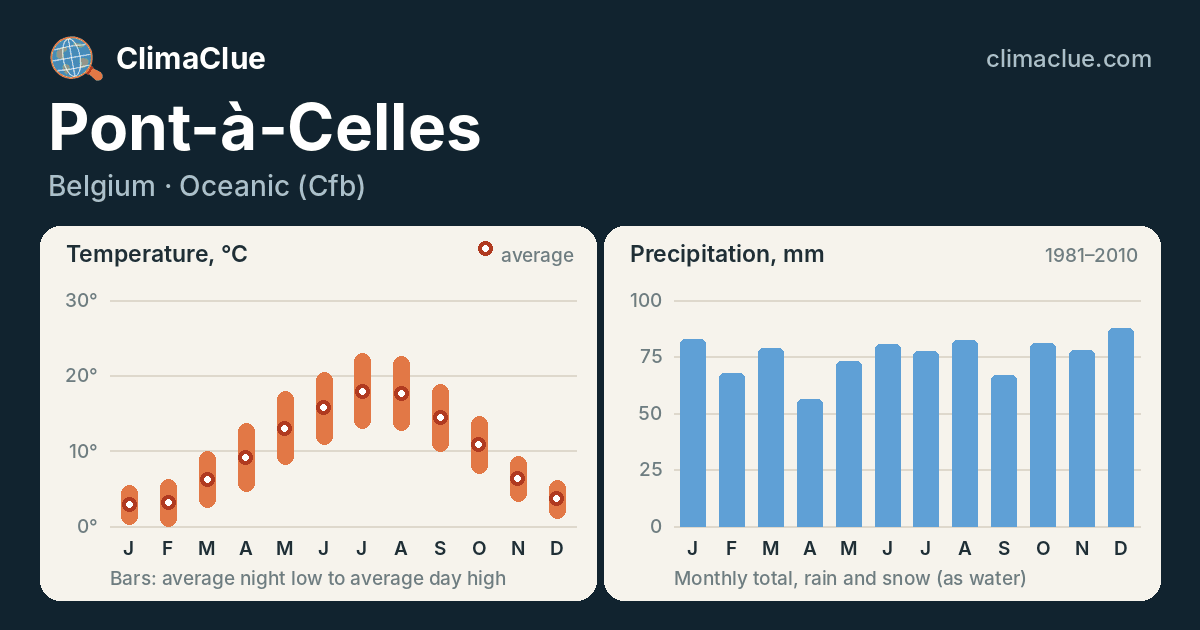 ClimaClue
climaclue.com
Pont-à-Celles
Belgium · Oceanic (Cfb)
Temperature, °C
average
30°
20°
10°
0°
J F M A M J J A S O N D
Bars: average night low to average day high
Precipitation, mm
1981–2010
100
75
50
25
0
J F M A M J J A S O N D
Monthly total, rain and snow (as water)